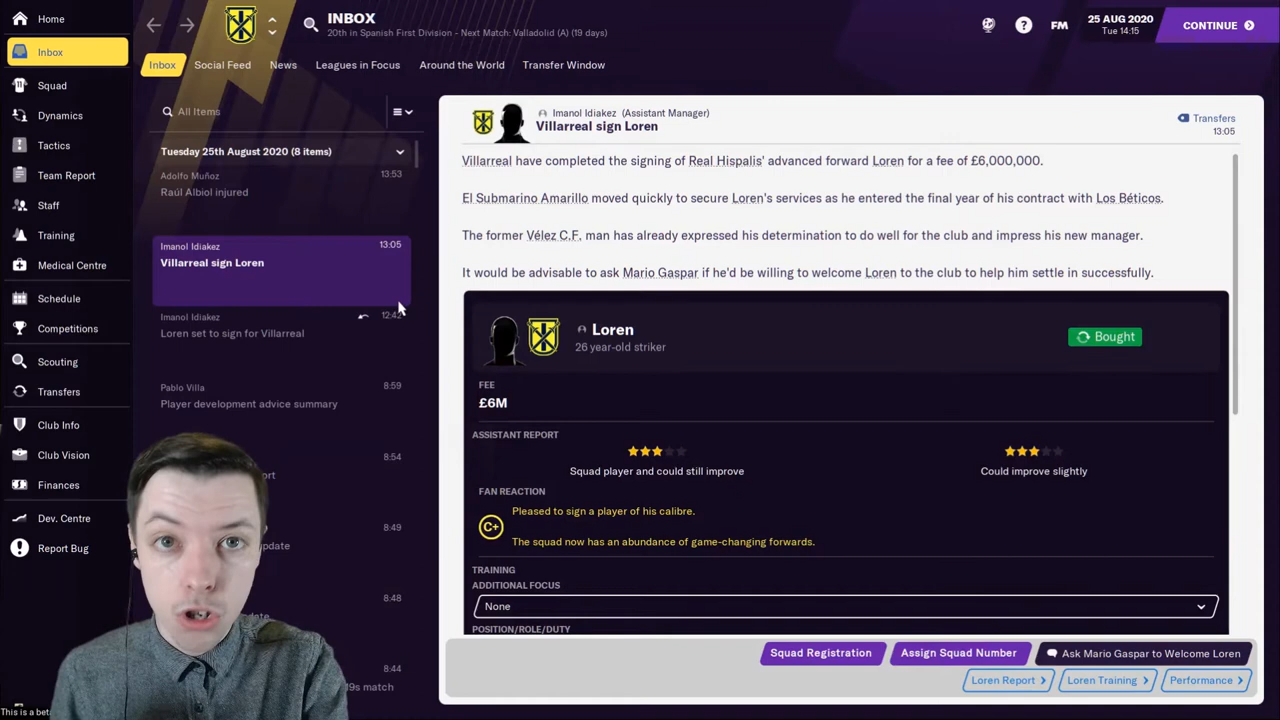 Home
Inbox
Squad
Dynamics
Tactics
Team Report
Staff
Training
Medical Centre
Schedule
Competitions
Scouting
Transfers
Club Info
Club Vision
Finances
Dev. Centre
Report Bug
This is a bet
INBOX
20th in Spanish First Division - Next Match: Valladolid (A) (19 days)
?
FM
25 AUG 2020
Tue 14:15
CONTINUE
Inbox
Social Feed
News
Leagues in Focus
Around the World
Transfer Window
All Items
Tuesday 25th August 2020 (8 items)
Adolfo Muñoz
13:53
Raúl Albiol injured
Imanol Idiakez
13:05
Villarreal sign Loren
Imanol Idiakez
12:42
Loren set to sign for Villarreal
Pablo Villa
8:59
Player development advice summary
8:54
ort
8:49
update
8:48
date
8:44
19s match
Imanol Idiakez (Assistant Manager)
Villarreal sign Loren
Transfers
13:05
Villarreal have completed the signing of Real Hispalis' advanced forward Loren for a fee of £6,000,000.
El Submarino Amarillo moved quickly to secure Loren's services as he entered the final year of his contract with Los Béticos.
The former Vélez C.F. man has already expressed his determination to do well for the club and impress his new manager.
It would be advisable to ask Mario Gaspar if he'd be willing to welcome Loren to the club to help him settle in successfully.
Loren
26 year-old striker
Bought
FEE
£6M
ASSISTANT REPORT
Squad player and could still improve
Could improve slightly
FAN REACTION
C+
Pleased to sign a player of his calibre.
The squad now has an abundance of game-changing forwards.
TRAINING
ADDITIONAL FOCUS
None
POSITION/ROLE/DUTY
Squad Registration
Assign Squad Number
Ask Mario Gaspar to Welcome Loren
Loren Report
Loren Training
Performance